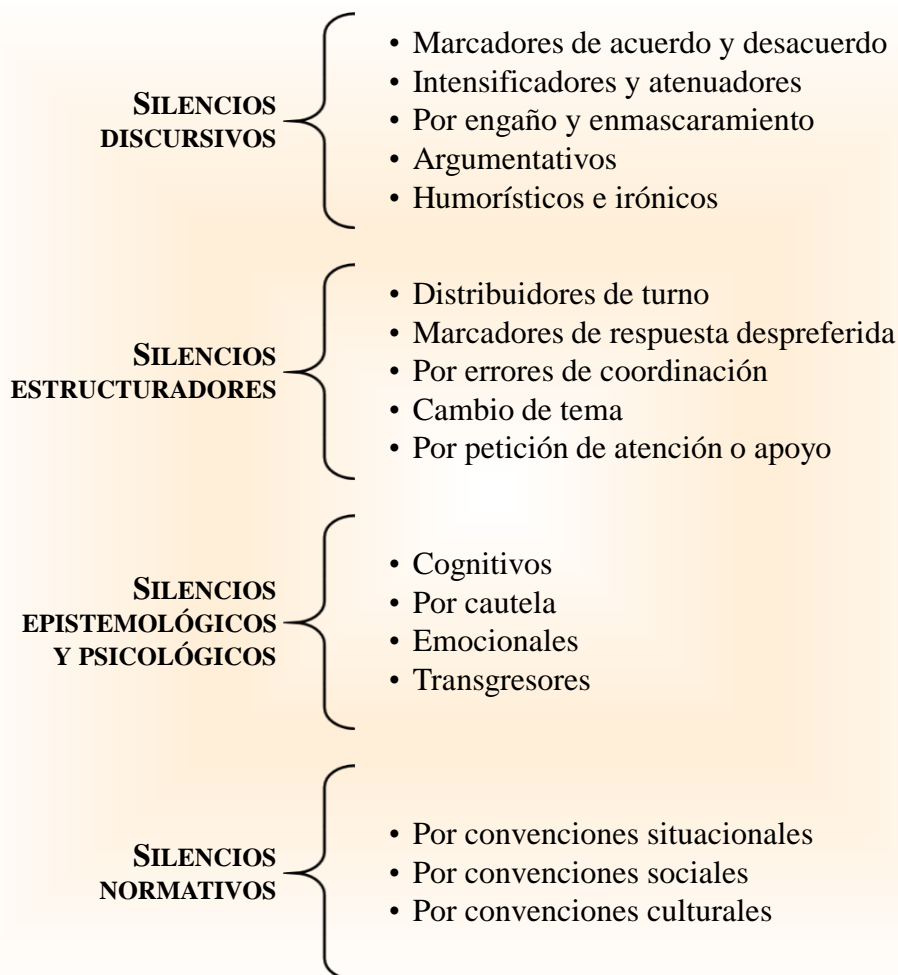 SILENCIOS
DISCURSIVOS
• Marcadores de acuerdo y desacuerdo
• Intensificadores y atenuadores
• Por engaño y enmascaramiento
• Argumentativos
• Humorísticos e irónicos
SILENCIOS
ESTRUCTURADORES
• Distribuidores de turno
• Marcadores de respuesta despreferida
• Por errores de coordinación
• Cambio de tema
• Por petición de atención o apoyo
SILENCIOS
EPISTEMOLÓGICOS
Y PSICOLÓGICOS
• Cognitivos
• Por cautela
• Emocionales
• Transgresores
SILENCIOS
NORMATIVOS
• Por convenciones situacionales
• Por convenciones sociales
• Por convenciones culturales